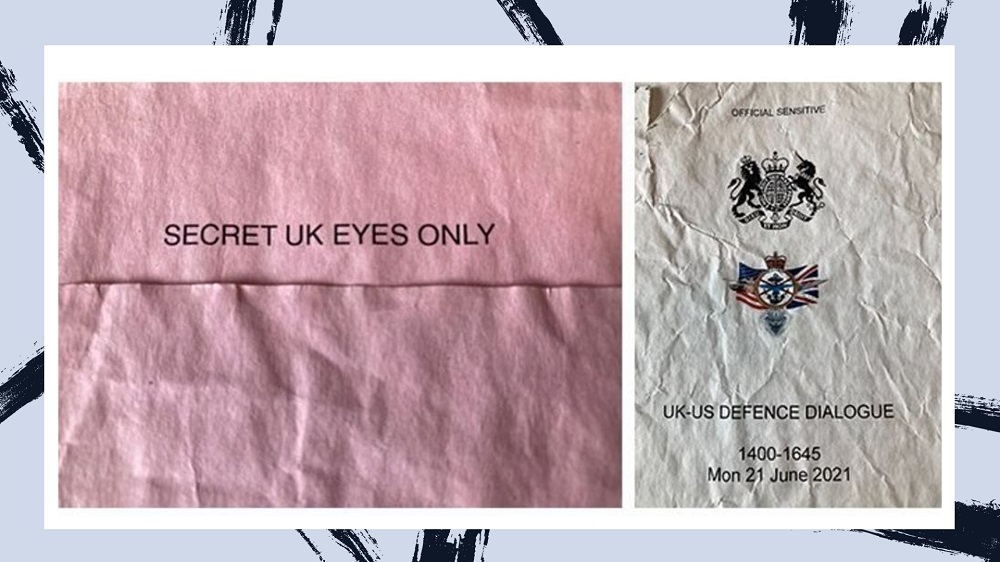 SECRET UK EYES ONLY
OFFICIAL SENSITIVE
UK-US DEFENCE DIALOGUE
1400-1645
Mon 21 June 2021